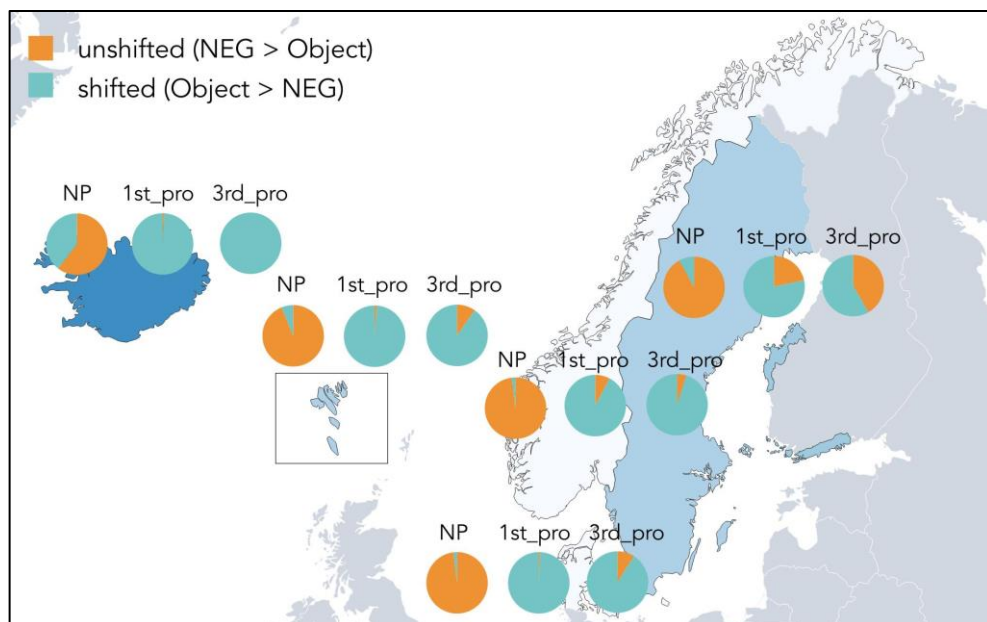 unshifted (NEG > Object)
shifted (Object > NEG)
NP 1st_pro 3rd_pro
NP 1st_pro 3rd_pro
NP 1st_pro 3rd_pro
NP 1st_pro 3rd_pro
NP 1st_pro 3rd_pro